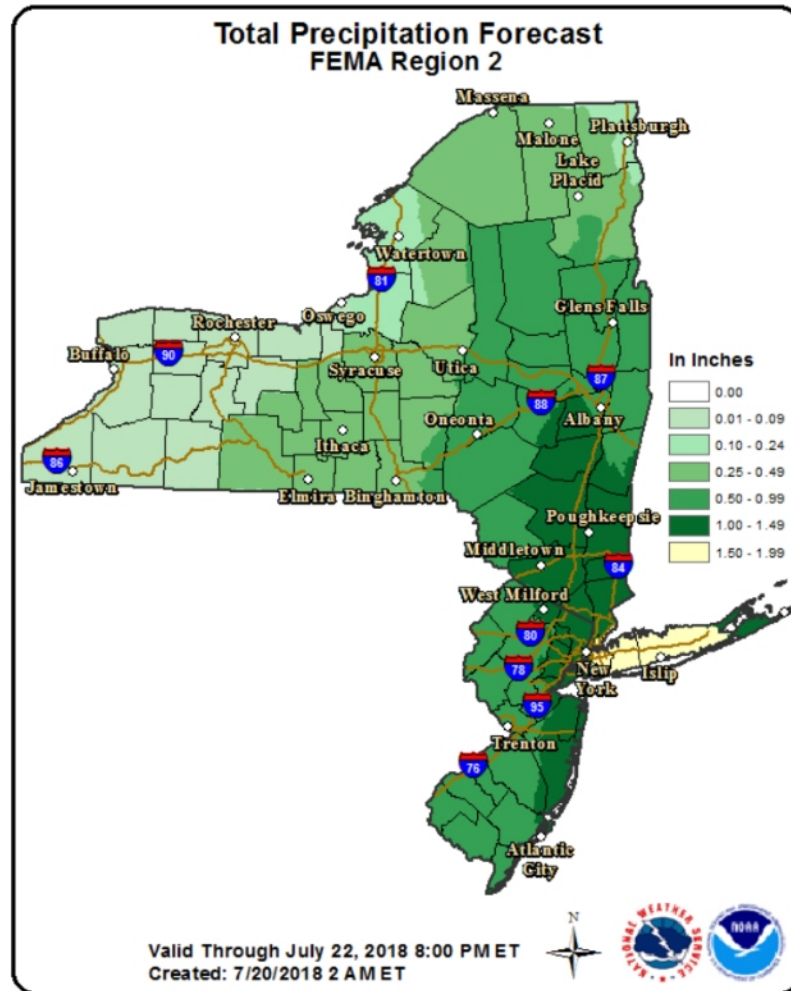 Total Precipitation Forecast
FEMA Region 2
Massena
Malone
Plattsburgh
Lake
Placid
Watertown
81
Oswego
Glens Falls
Rochester
Buffalo
90
Syracuse
Utica
88
87
Albany
Oneonta
Ithaca
86
Jamestown
Elmira
Binghamton
Poughkeepsie
Middletown
84
West Milford
80
78
New
York
Islip
95
Trenton
76
Atlantic
City
In Inches
0.00
0.01 - 0.09
0.10 - 0.24
0.25 - 0.49
0.50 - 0.99
1.00 - 1.49
1.50 - 1.99
Valid Through July 22, 2018 8:00 PM ET
Created: 7/20/2018 2 AM ET
N
NATIONAL WEATHER SERVICE
NOAA